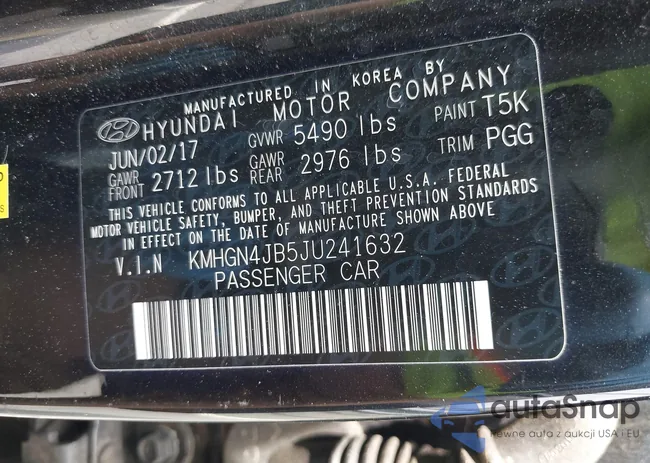 MANUFACTURED IN KOREA BY
HYUNDAI MOTOR COMPANY
JUN/02/17 GVWR 5490 lbs PAINT T5K
GAWR FRONT 2712 lbs GAWR REAR 2976 lbs TRIM PGG
THIS VEHICLE CONFORMS TO ALL APPLICABLE U.S.A. FEDERAL
MOTOR VEHICLE SAFETY, BUMPER, AND THEFT PREVENTION STANDARDS
IN EFFECT ON THE DATE OF MANUFACTURE SHOWN ABOVE
V.I.N KMHGN4JB5JU241632
PASSENGER CAR
autoSnap
Pewne auta z aukcji USA i EU